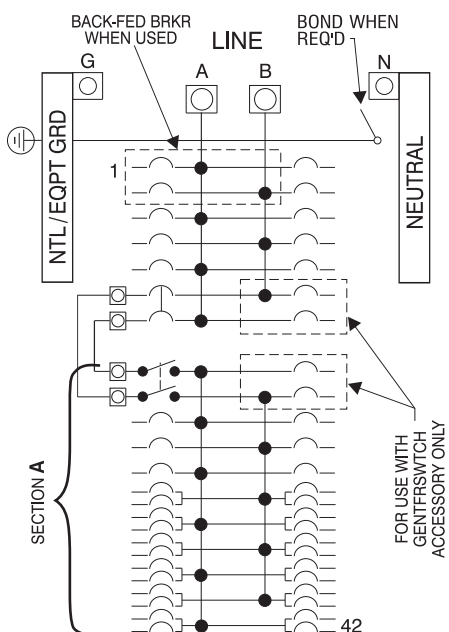 BACK-FED BRKR
WHEN USED
LINE
BOND WHEN
REQ'D
G
A
B
N
NTL/EQPT GRD
NEUTRAL
1
SECTION A
FOR USE WITH
GENTFRSWTCH
ACCESSORY ONLY
42